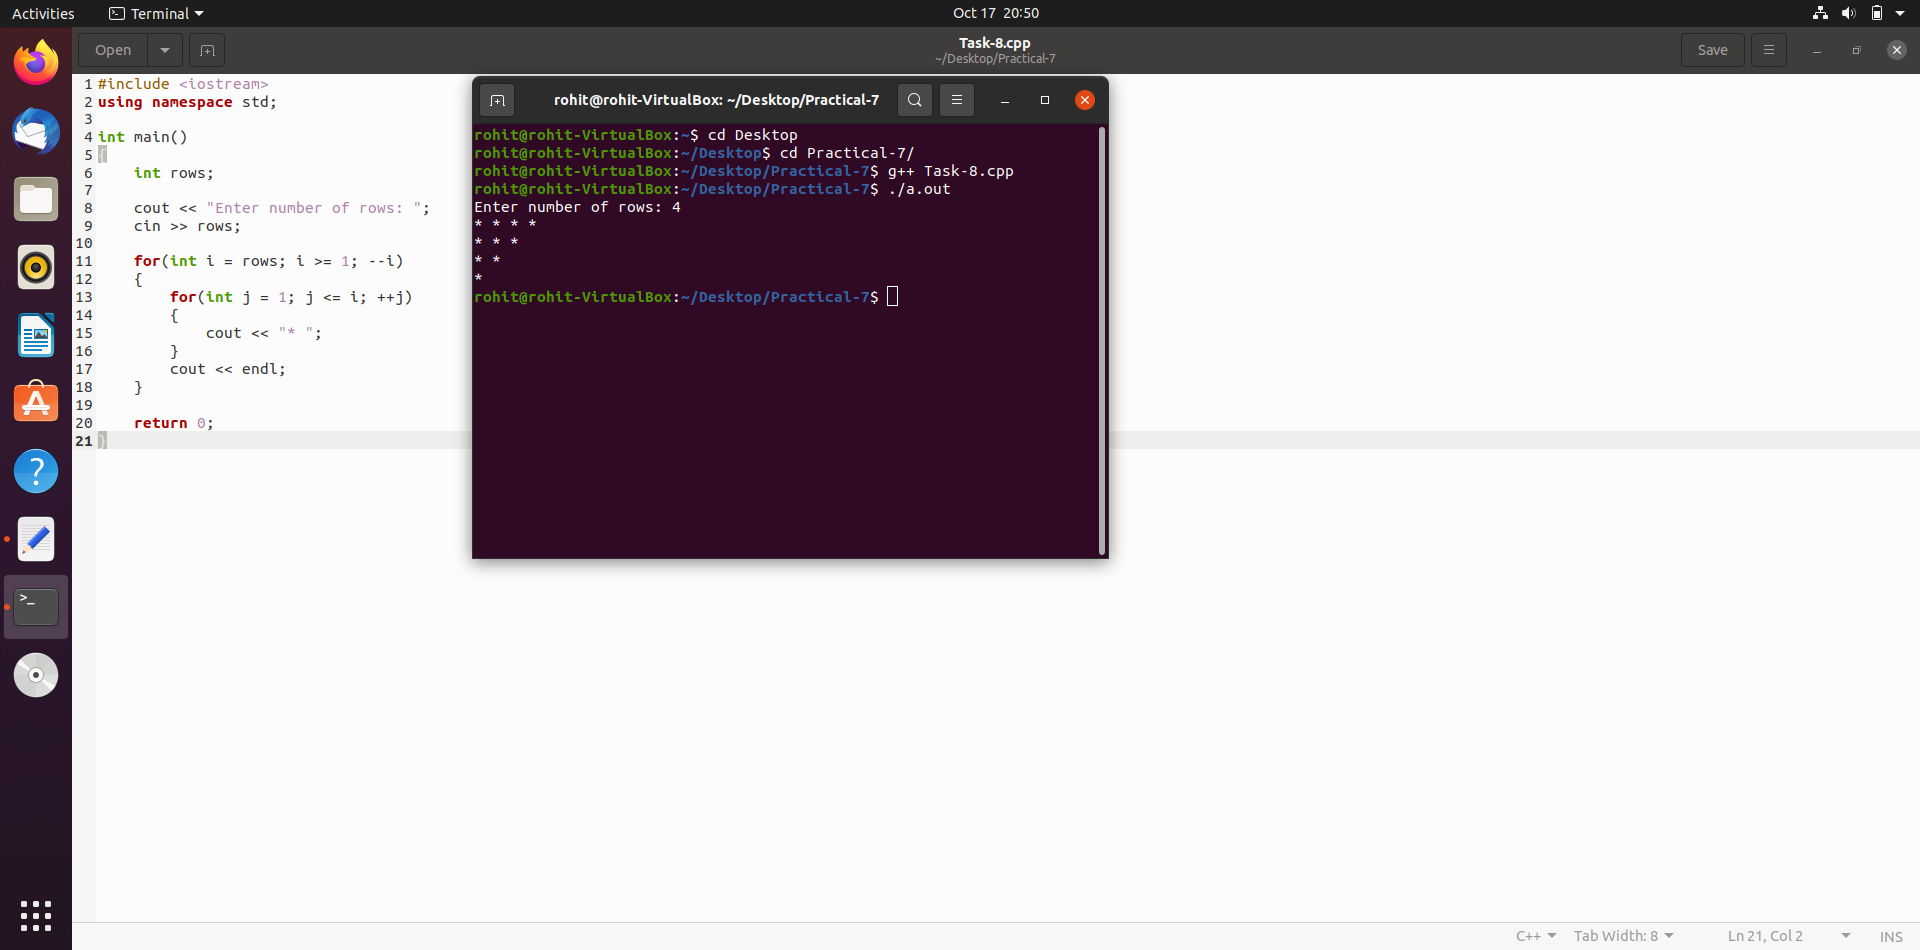 Activities Terminal Oct 17 20:50
Open Task-8.cpp Save
~/Desktop/Practical-7
1 #include <iostream>
2 using namespace std;
3
4 int main()
5 {
6     int rows;
7
8     cout << "Enter number of rows: ";
9     cin >> rows;
10
11     for(int i = rows; i >= 1; --i)
12     {
13         for(int j = 1; j <= i; ++j)
14         {
15             cout << "* ";
16         }
17         cout << endl;
18     }
19
20     return 0;
21 }
rohit@rohit-VirtualBox: ~/Desktop/Practical-7
rohit@rohit-VirtualBox:~$ cd Desktop
rohit@rohit-VirtualBox:~/Desktop$ cd Practical-7/
rohit@rohit-VirtualBox:~/Desktop/Practical-7$ g++ Task-8.cpp
rohit@rohit-VirtualBox:~/Desktop/Practical-7$ ./a.out
Enter number of rows: 4
* * * *
* * *
* *
*
rohit@rohit-VirtualBox:~/Desktop/Practical-7$
C++ Tab Width: 8 Ln 21, Col 2 INS